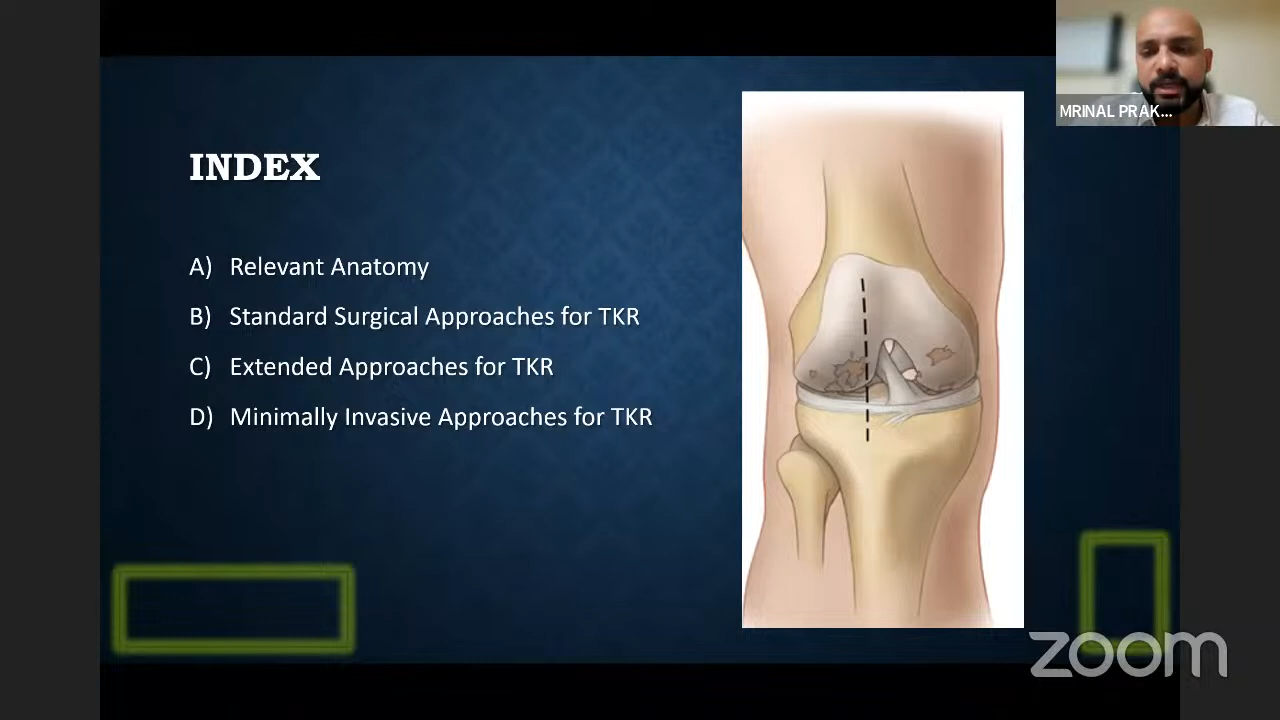 MRINAL PRAK...
INDEX
A) Relevant Anatomy
B) Standard Surgical Approaches for TKR
C) Extended Approaches for TKR
D) Minimally Invasive Approaches for TKR
zoom